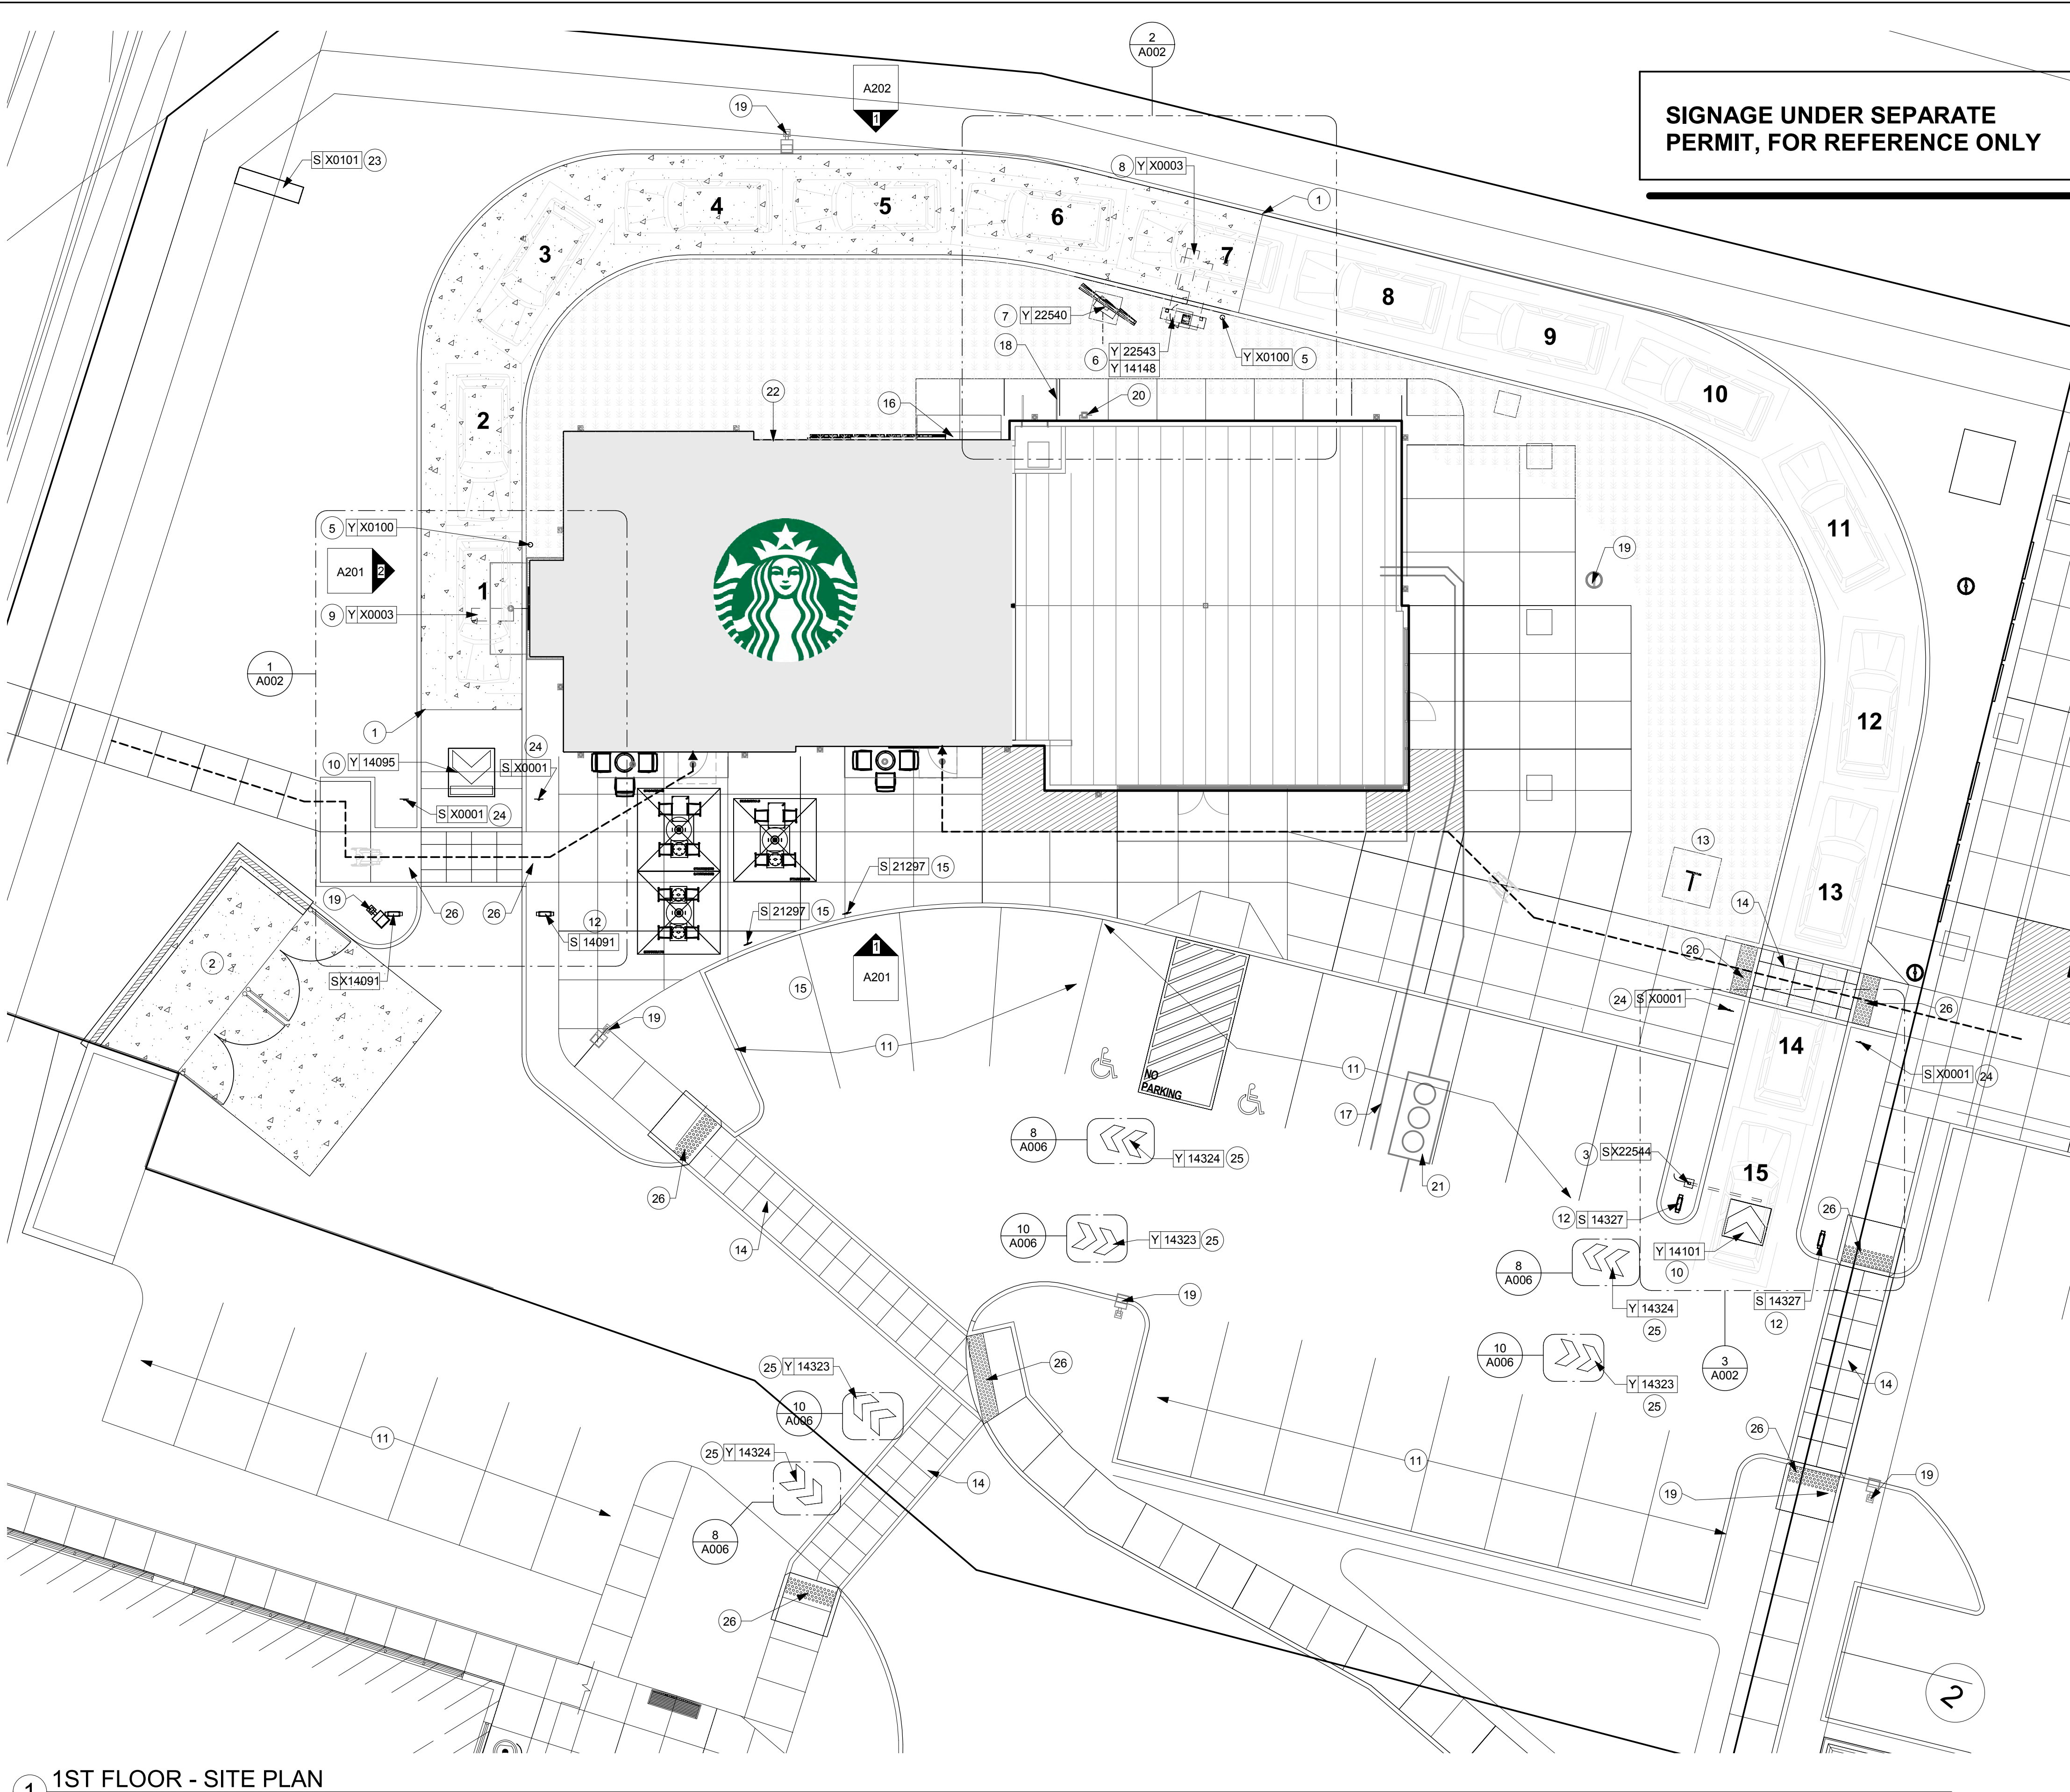 2
A002
A202
1
SIGNAGE UNDER SEPARATE
PERMIT, FOR REFERENCE ONLY
19
S X0101 23
8 Y X0003
1
4
5
6
7
3
8
9
7 Y 22540
18
6 Y 22543
Y 14148
Y X0100 5
10
2
22
16
20
11
5 Y X0100
A201 2
19
1
9 Y X0003
1
A002
12
1
24
10 Y 14095
S X0001
S X0001 24
13
T
S 21297 15
13
14
19
26
26
12
S 14091
S 21297 15
1
A201
26
2
SX14091
15
24 S X0001
26
19
11
14
11
NO
PARKING
S X0001 24
17
8
A006
Y 14324 25
3 SX22544
15
26
21
26
12 S 14327
14
10
A006
Y 14323 25
Y 14101
10
8
A006
19
S 14327
12
Y 14324
25
25 Y 14323
26
10
A006
3
A002
14
10
A006
Y 14323
25
11
25 Y 14324
26
11
14
19
19
8
A006
26
2
1 1ST FLOOR - SITE PLAN